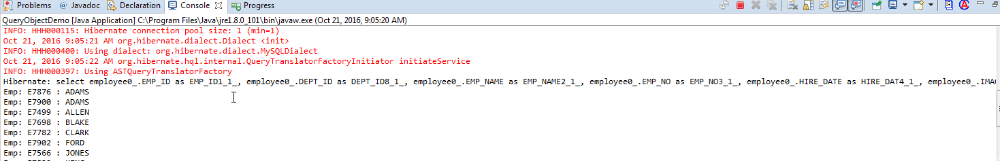 Problems @ Javadoc Declaration Console Progress
QueryObjectDemo [Java Application] C:\Program Files\Java\jre1.8.0_101\bin\javaw.exe (Oct 21, 2016, 9:05:20 AM)
INFO: HHH000115: Hibernate connection pool size: 1 (min=1)
Oct 21, 2016 9:05:21 AM org.hibernate.dialect.Dialect <init>
INFO: HHH000400: Using dialect: org.hibernate.dialect.MySQLDialect
Oct 21, 2016 9:05:22 AM org.hibernate.hql.internal.QueryTranslatorFactoryInitiator initiateService
INFO: HHH000397: Using ASTQueryTranslatorFactory
Hibernate: select employee0_.EMP_ID as EMP_ID1_1_, employee0_.DEPT_ID as DEPT_ID8_1_, employee0_.EMP_NAME as EMP_NAME2_1_, employee0_.EMP_NO as EMP_NO3_1_, employee0_.HIRE_DATE as HIRE_DAT4_1_, employee0_.IMAG
Emp: E7876 : ADAMS
Emp: E7900 : ADAMS
Emp: E7499 : ALLEN
Emp: E7698 : BLAKE
Emp: E7782 : CLARK
Emp: E7902 : FORD
Emp: E7566 : JONES